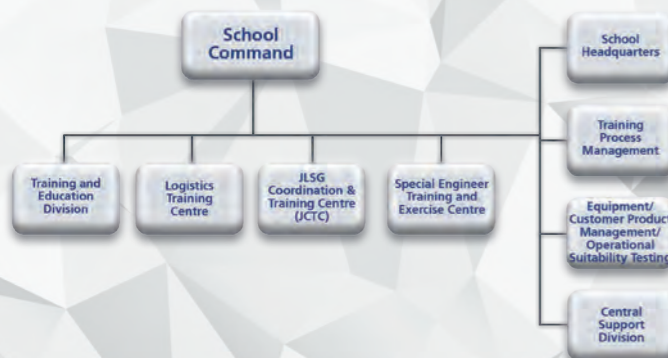 School
Command
School
Headquarters
Training
Process
Management
Training and
Education
Division
Logistics
Training
Centre
JLSG
Coordination &
Training Centre
(JCTC)
Special Engineer
Training and
Exercise Centre
Equipment/
Customer Product
Management/
Operational
Suitability Testing
Central
Support
Division